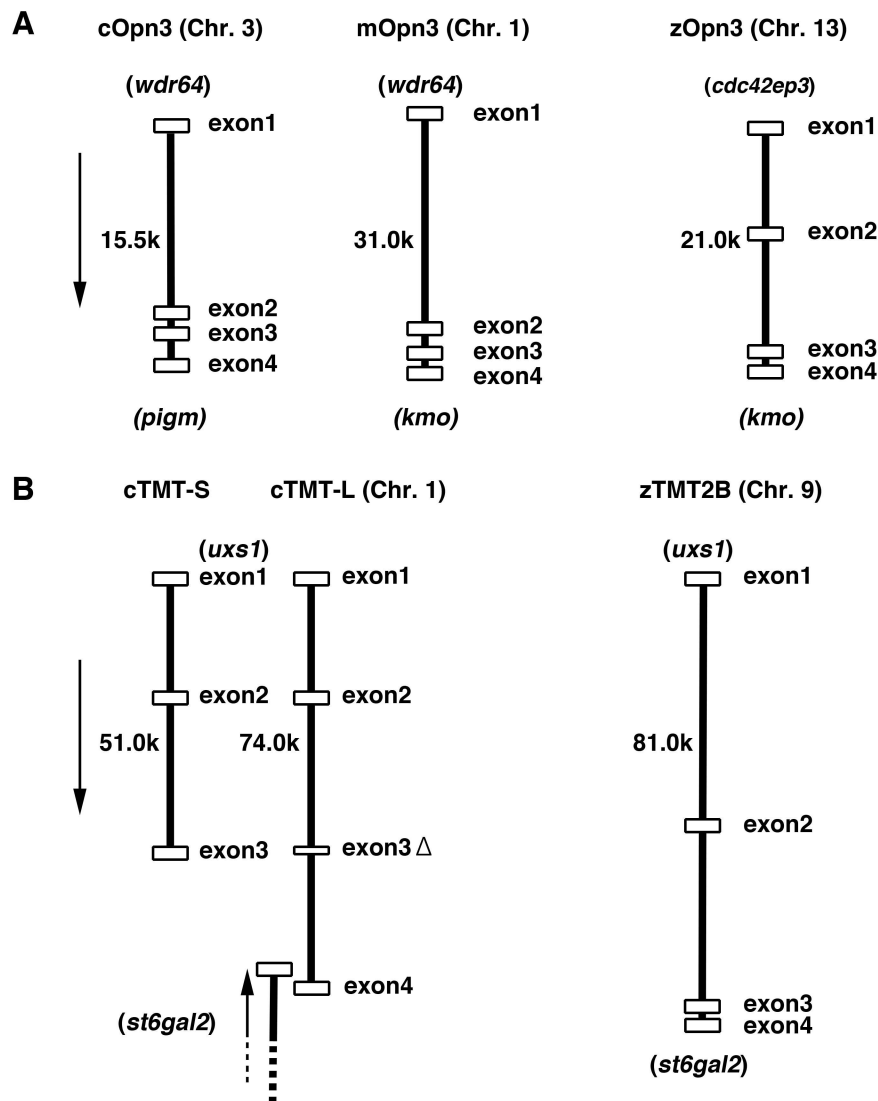 A
cOpn3 (Chr. 3) mOpn3 (Chr. 1) zOpn3 (Chr. 13)
(wdr64) (wdr64) (cdc42ep3)
exon1 exon1 exon1
15.5k 31.0k 21.0k exon2
exon2 exon2
exon3 exon3 exon3
exon4 exon4 exon4
(pigm) (kmo) (kmo)
B
cTMT-S cTMT-L (Chr. 1) zTMT2B (Chr. 9)
(uxs1) (uxs1)
exon1 exon1 exon1
exon2 exon2
51.0k 74.0k 81.0k
exon2
exon3 exon3 Δ
exon4 exon3
(st6gal2) exon4
(st6gal2)